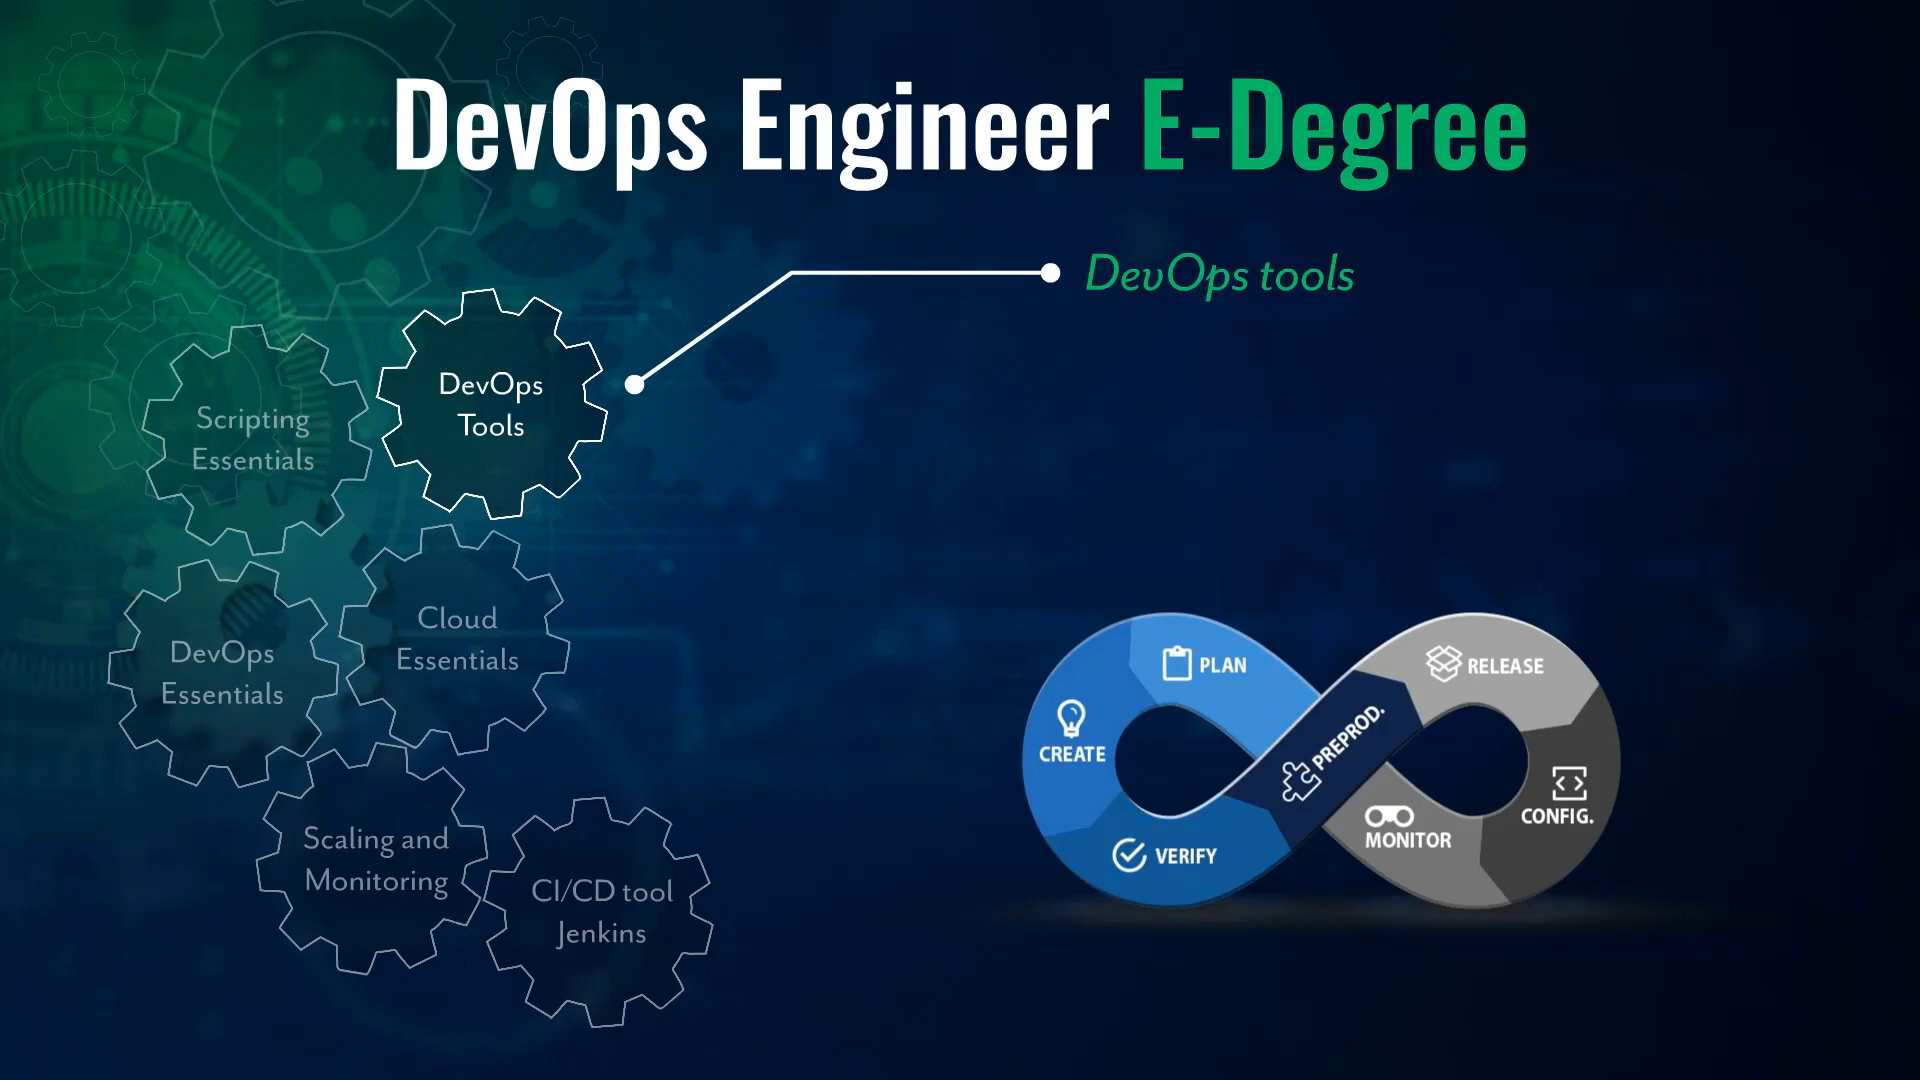 DevOps Engineer E-Degree
DevOps tools
DevOps
Tools
Scripting
Essentials
Cloud
Essentials
DevOps
Essentials
Scaling and
Monitoring
CI/CD tool
Jenkins
PLAN
CREATE
VERIFY
PREPROD.
RELEASE
CONFIG.
MONITOR